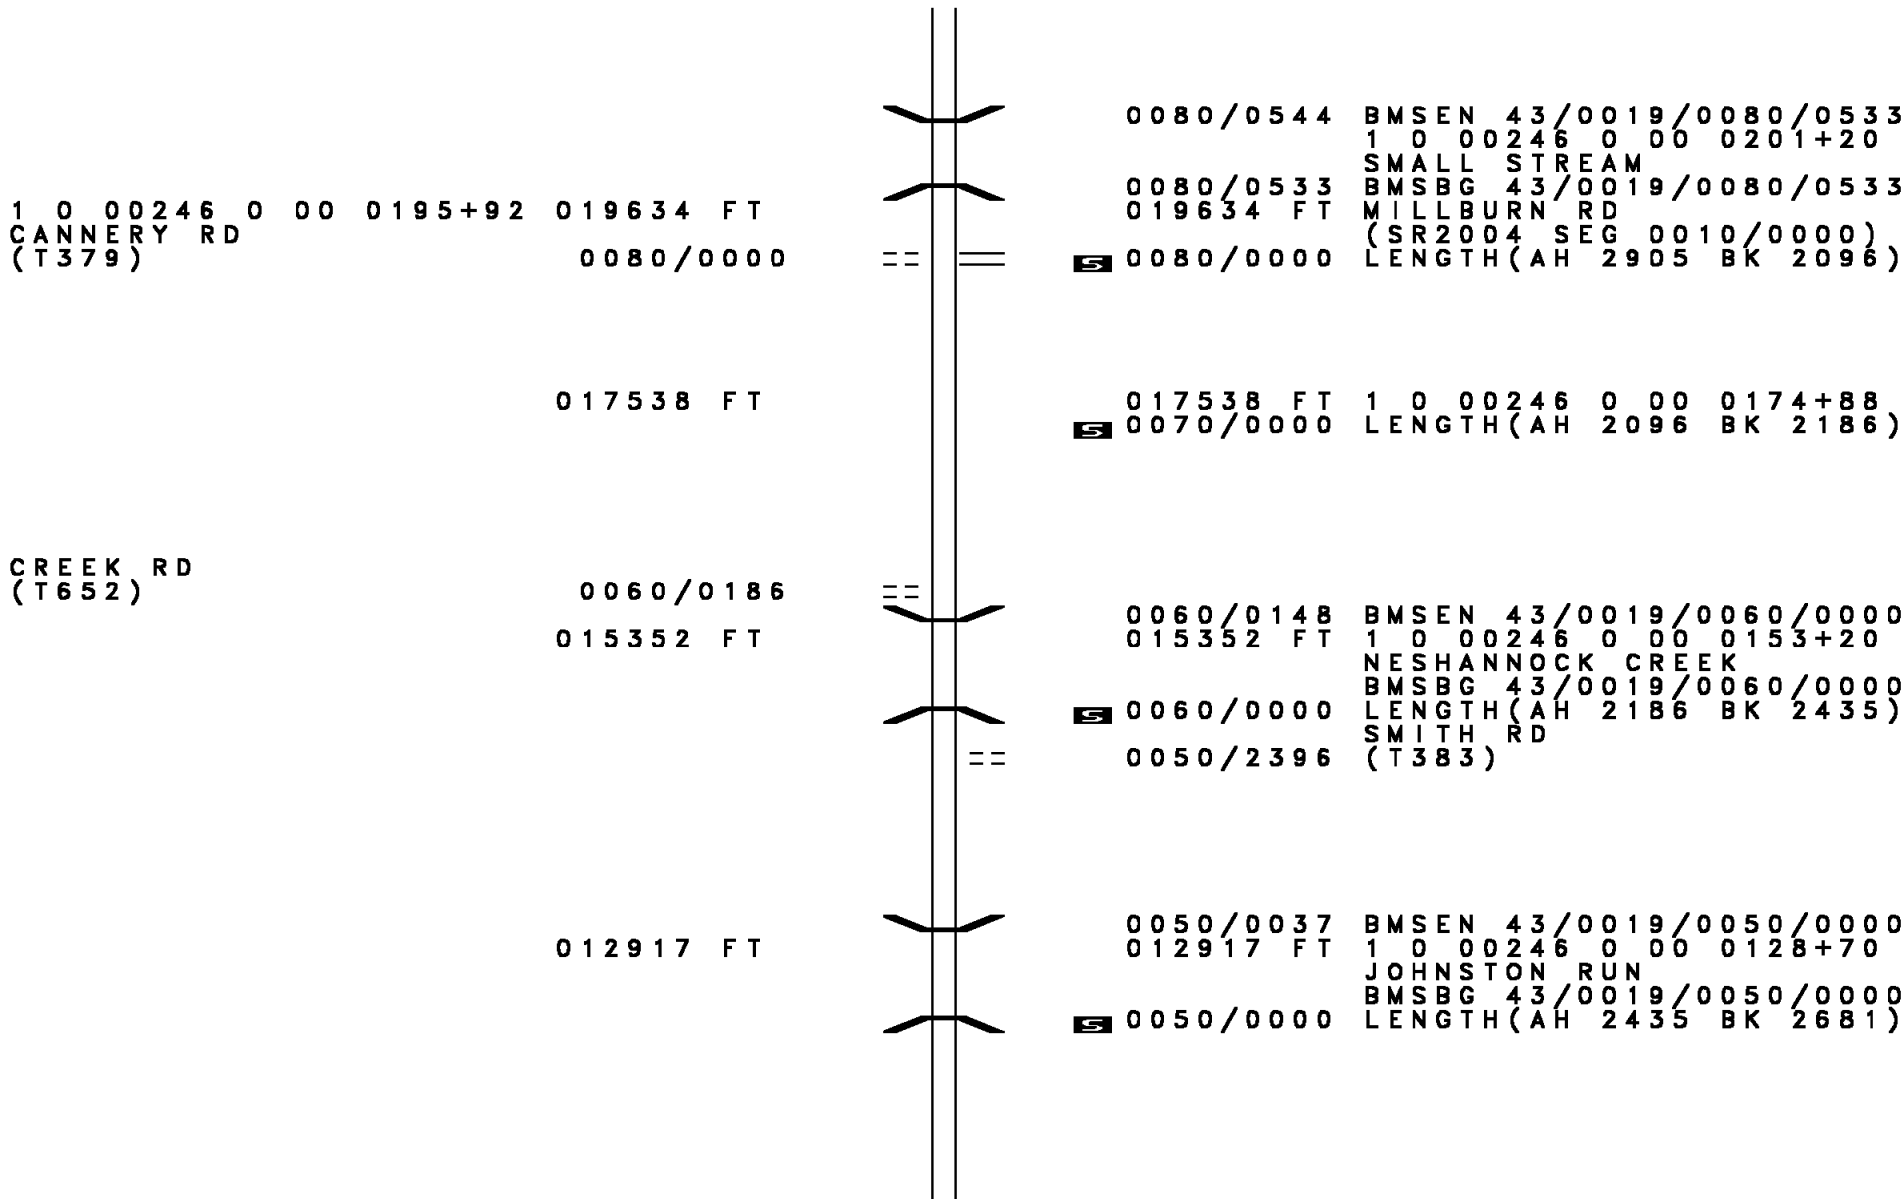 0080/0544 BMSEN 43/0019/0080/0533
1 0 00246 0 00 0201+20
SMALL STREAM
0080/0533 BMSBG 43/0019/0080/0533
1 0 00246 0 00 0195+92 019634 FT 019634 FT MILLBURN RD
CANNERY RD (SR2004 SEG 0010/0000)
(T379) 0080/0000 S 0080/0000 LENGTH(AH 2905 BK 2096)
017538 FT 017538 FT 1 0 00246 0 00 0174+88
S 0070/0000 LENGTH(AH 2096 BK 2186)
CREEK RD
(T652) 0060/0186
0060/0148 BMSEN 43/0019/0060/0000
015352 FT 015352 FT 1 0 00246 0 00 0153+20
NESHANNOCK CREEK
BMSBG 43/0019/0060/0000
S 0060/0000 LENGTH(AH 2186 BK 2435)
SMITH RD
0050/2396 (T383)
0050/0037 BMSEN 43/0019/0050/0000
012917 FT 012917 FT 1 0 00246 0 00 0128+70
JOHNSTON RUN
BMSBG 43/0019/0050/0000
S 0050/0000 LENGTH(AH 2435 BK 2681)